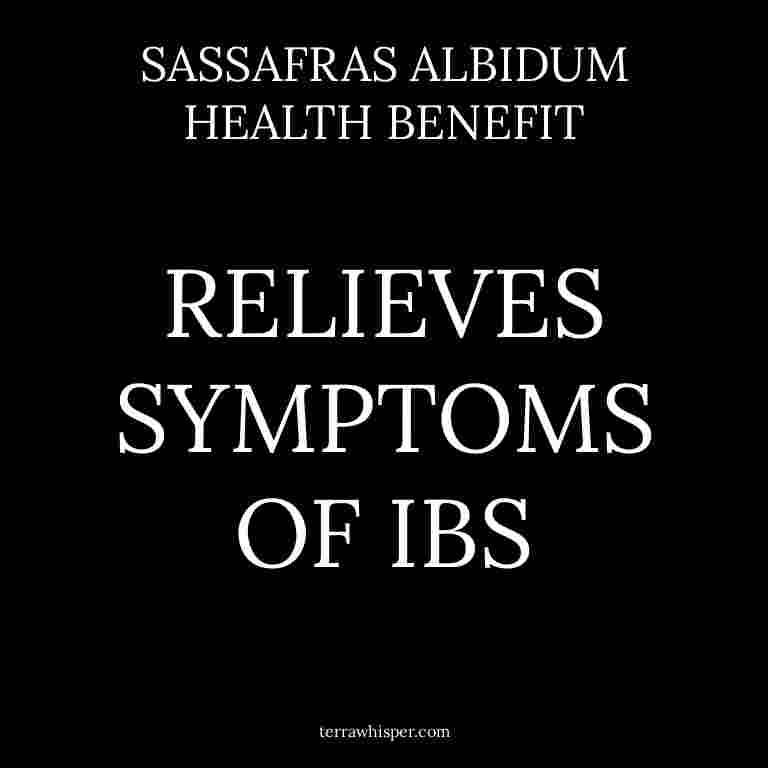 SASSAFRAS ALBIDUM
HEALTH BENEFIT
RELIEVES
SYMPTOMS
OF IBS
terrawhisper.com